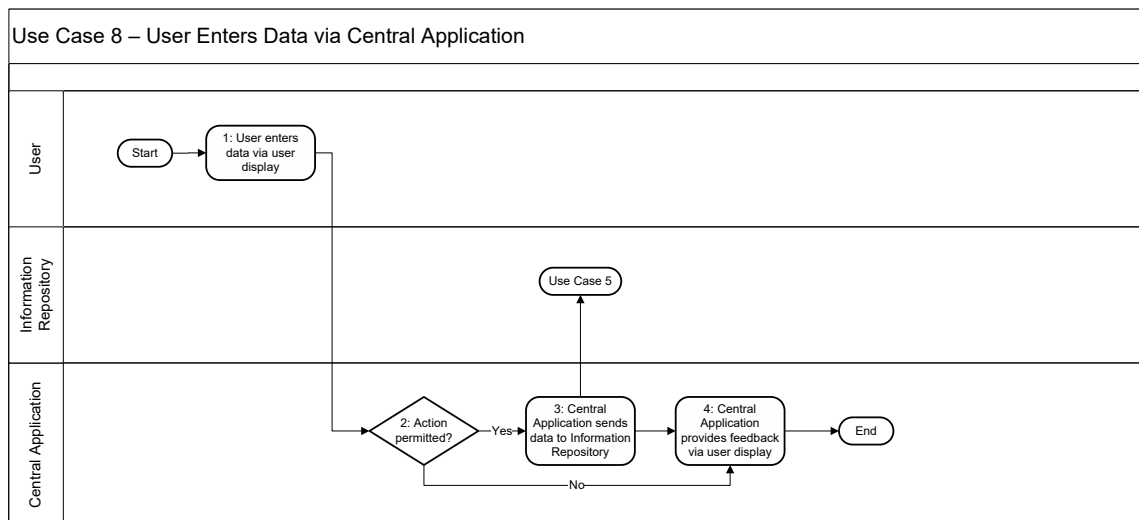 Use Case 8 – User Enters Data via Central Application
User
Start
1: User enters
data via user
display
Information
Repository
Use Case 5
Central Application
2: Action
permitted?
Yes
3: Central
Application sends
data to Information
Repository
4: Central
Application
provides feedback
via user display
End
No